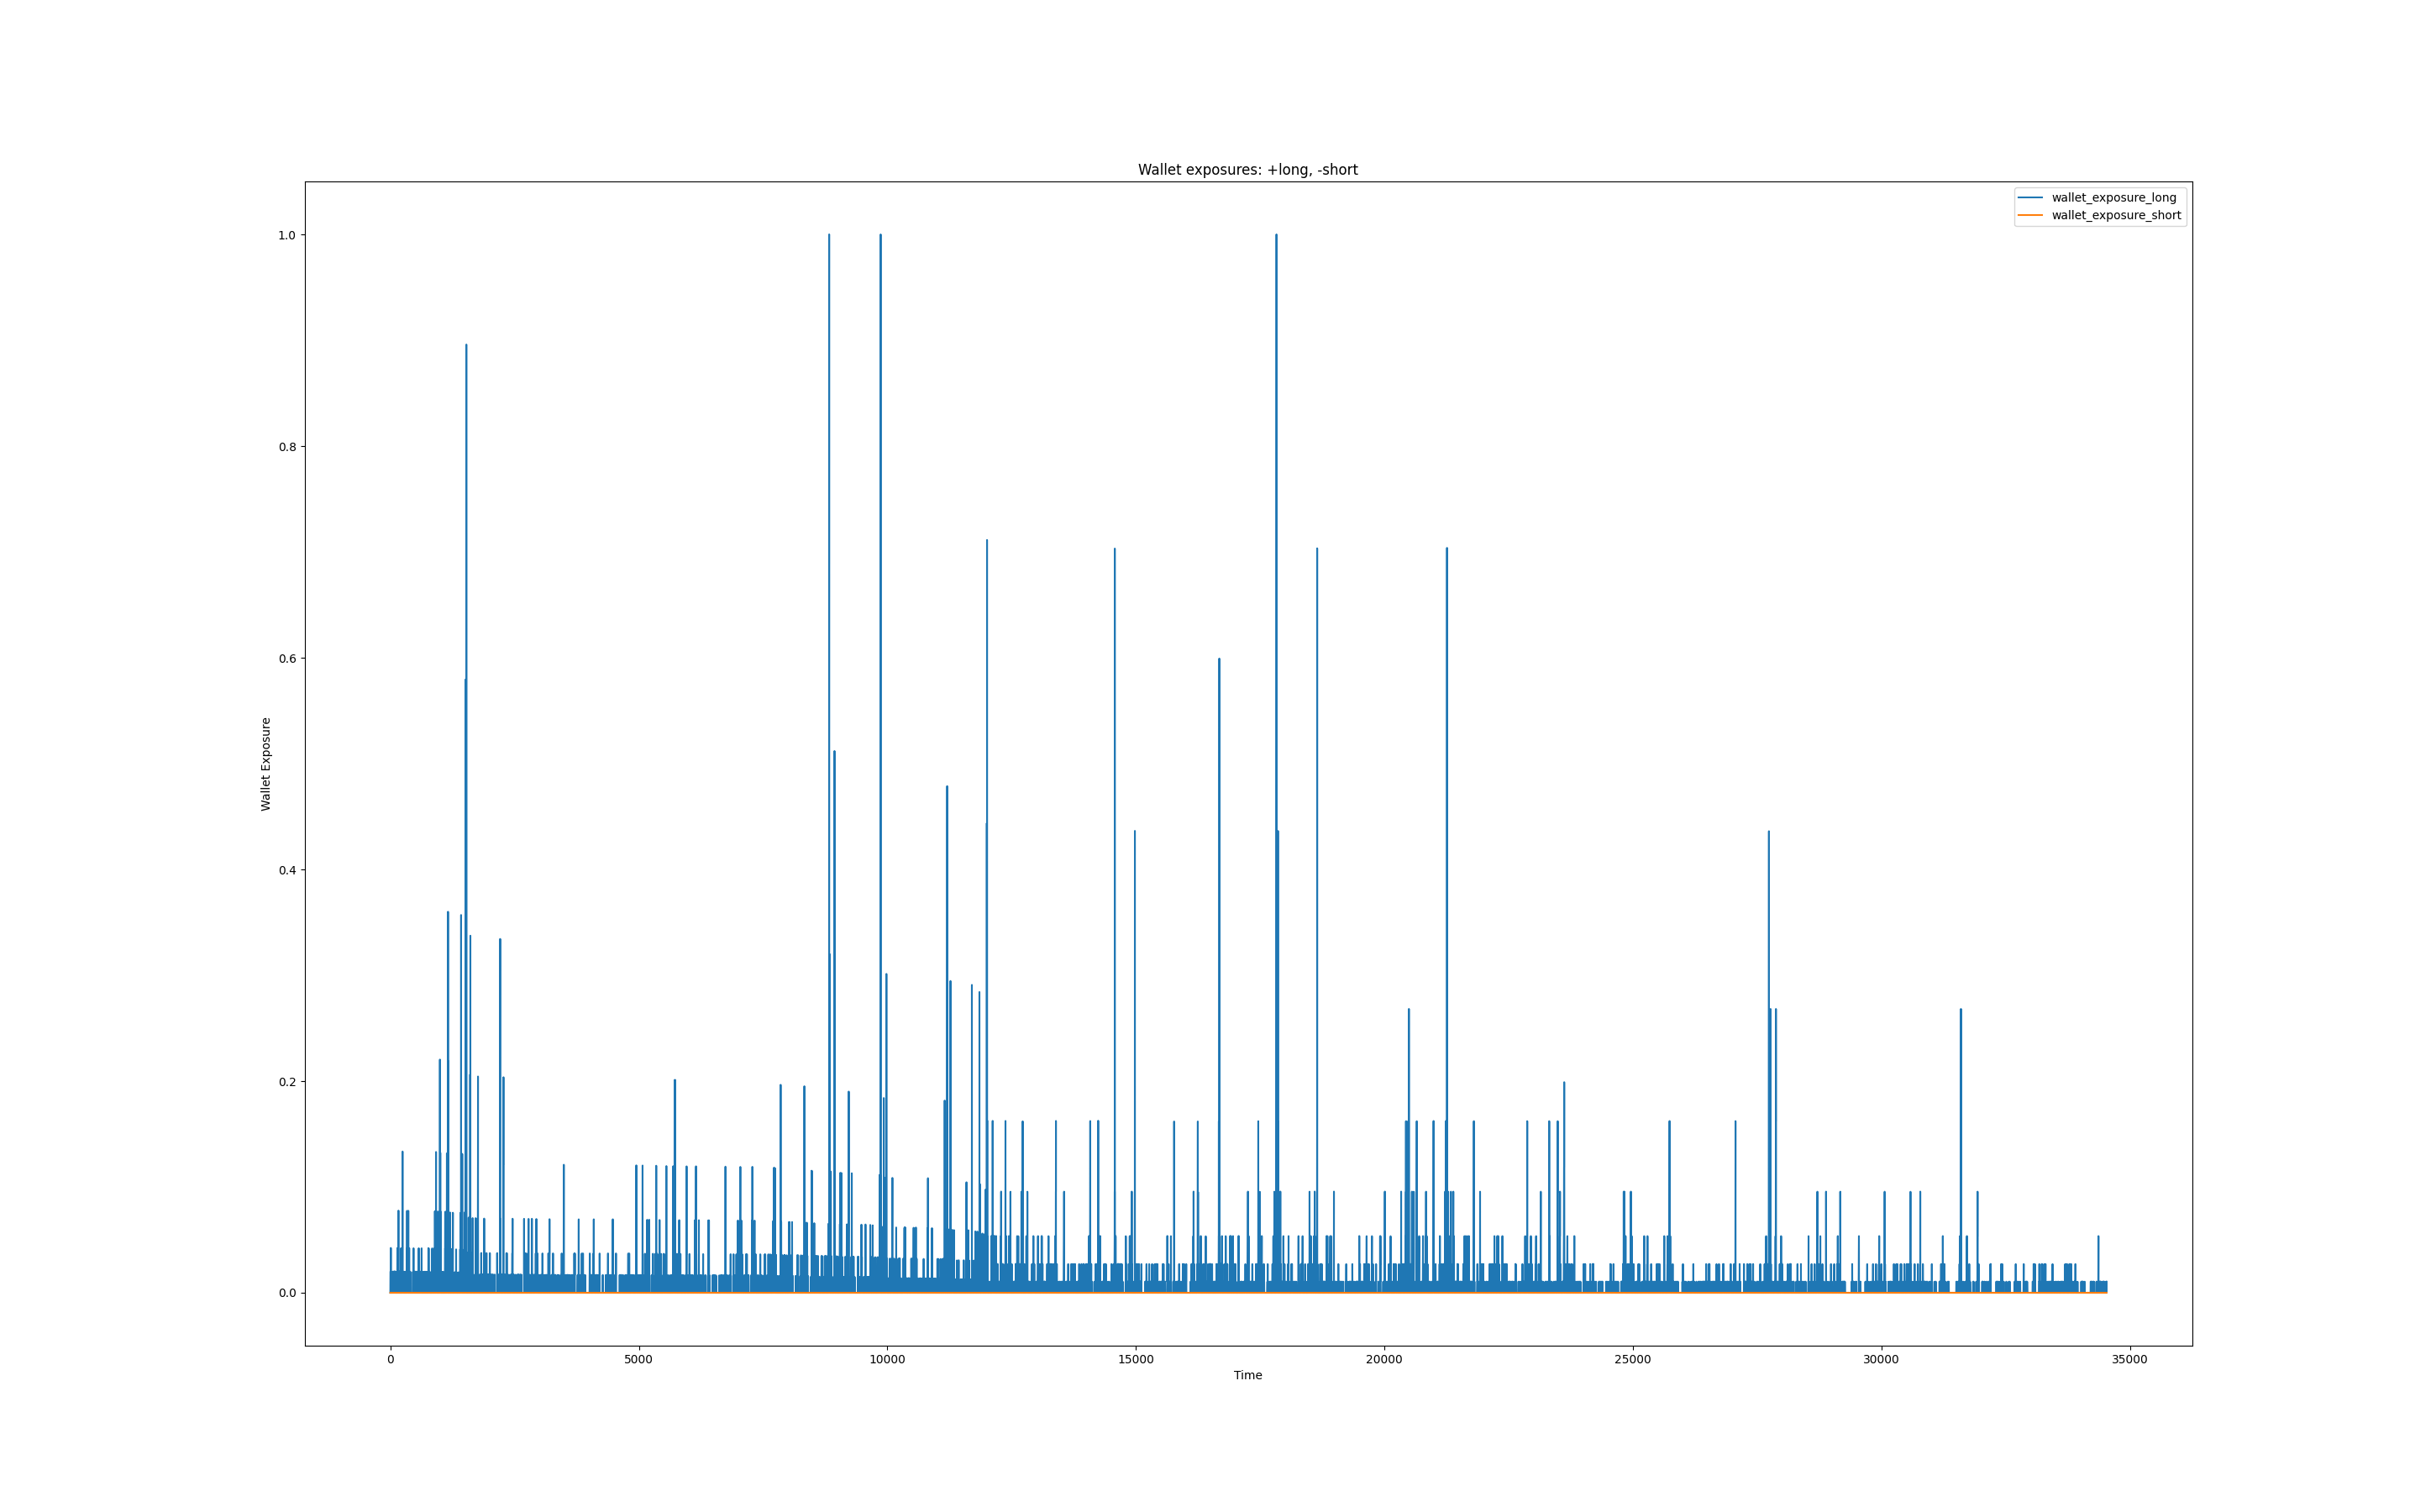 Wallet exposures: +long, -short
wallet_exposure_long
wallet_exposure_short
1.0
0.8
0.6
0.4
0.2
0.0
Wallet Exposure
0 5000 10000 15000 20000 25000 30000 35000
Time